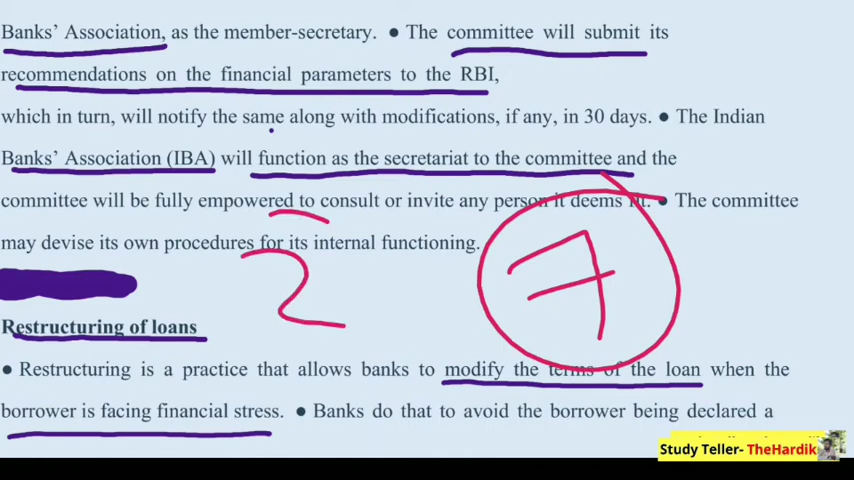 Banks' Association, as the member-secretary. ● The committee will submit its
recommendations on the financial parameters to the RBI,
which in turn, will notify the same along with modifications, if any, in 30 days. ● The Indian
Banks' Association (IBA) will function as the secretariat to the committee and the
committee will be fully empowered to consult or invite any person it deems fit. ● The committee
may devise its own procedures for its internal functioning.
2
7
Restructuring of loans
● Restructuring is a practice that allows banks to modify the terms of the loan when the
borrower is facing financial stress. ● Banks do that to avoid the borrower being declared a
Study Teller- TheHardik